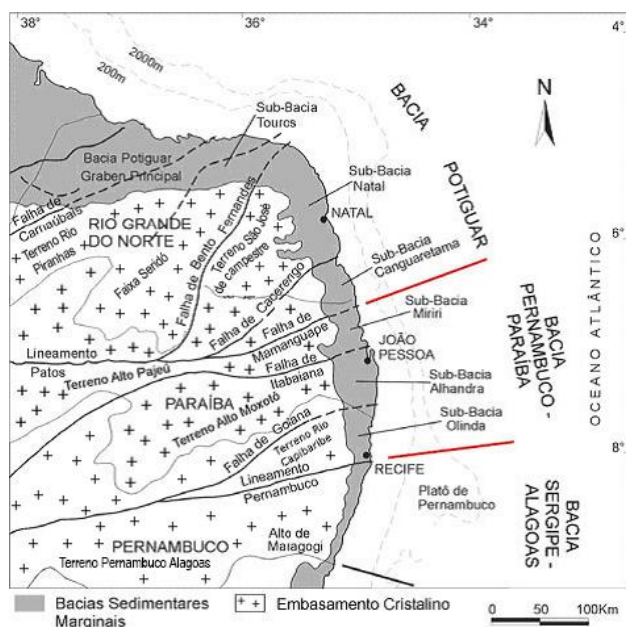 38°
36°
34°
4°
2000m
200m
BACIA
POTIGUAR
N
Sub-Bacia
Touros
Bacia Potiguar
Graben Principal
Sub-Bacia
Natal
NATAL
Falha de
Carnaúbais
RIO GRANDE
DO NORTE
Terreno Rio
Piranhas
Faixa Seridó
Falha de Bento Fernandes
Terreno São José
de campestre
6°
Sub-Bacia
Canguaretama
Falha de Cacerengo
Sub-Bacia
Miriri
OCEANO ATLÂNTICO
BACIA
PERNAMBUCO -
PARAÍBA
Lineamento
Patos
Falha de
Mamanguape
JOÃO
PESSOA
Terreno Alto Pajeú
Falha de
Itabaiana
Sub-Bacia
Alhandra
PARAÍBA
Terreno Alto Moxotó
Sub-Bacia
Olinda
Falha de Goiana
Terreno Rio
Capibaribe
8°
RECIFE
Lineamento
Pernambuco
Platô de
Pernambuco
BACIA
SERGIPE -
ALAGOAS
PERNAMBUCO
Alto de
Maragogi
Terreno Pernambuco Alagoas
Bacias Sedimentares
Marginais
Embasamento Cristalino
0 50 100Km